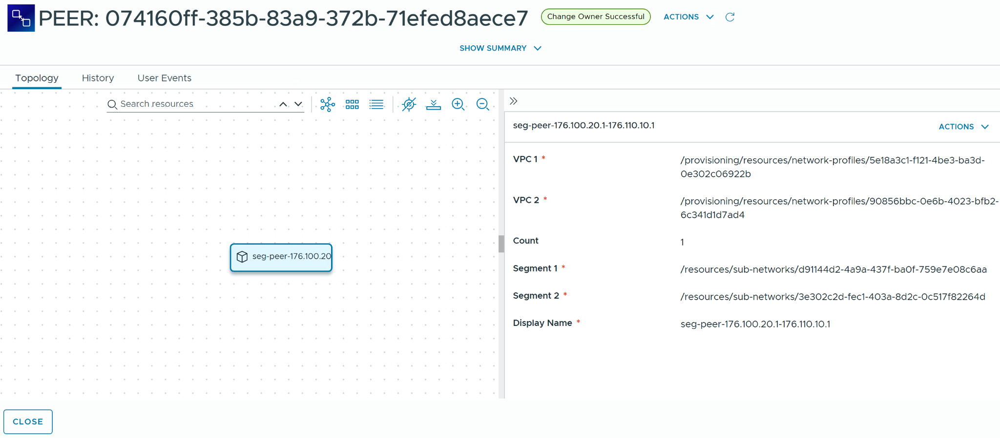 PEER: 074160ff-385b-83a9-372b-71efed8aece7
Change Owner Successful
ACTIONS
SHOW SUMMARY
Topology
History
User Events
Search resources
seg-peer-176.100.20
seg-peer-176.100.20.1-176.110.10.1
ACTIONS
VPC 1 *
/provisioning/resources/network-profiles/5e18a3c1-f121-4be3-ba3d-
0e302c06922b
VPC 2 *
/provisioning/resources/network-profiles/90856bbc-0e6b-4023-bfb2-
6c341d1d7ad4
Count
1
Segment 1 *
/resources/sub-networks/d91144d2-4a9a-437f-ba0f-759e7e08c6aa
Segment 2 *
/resources/sub-networks/3e302c2d-fec1-403a-8d2c-0c517f82264d
Display Name *
seg-peer-176.100.20.1-176.110.10.1
CLOSE